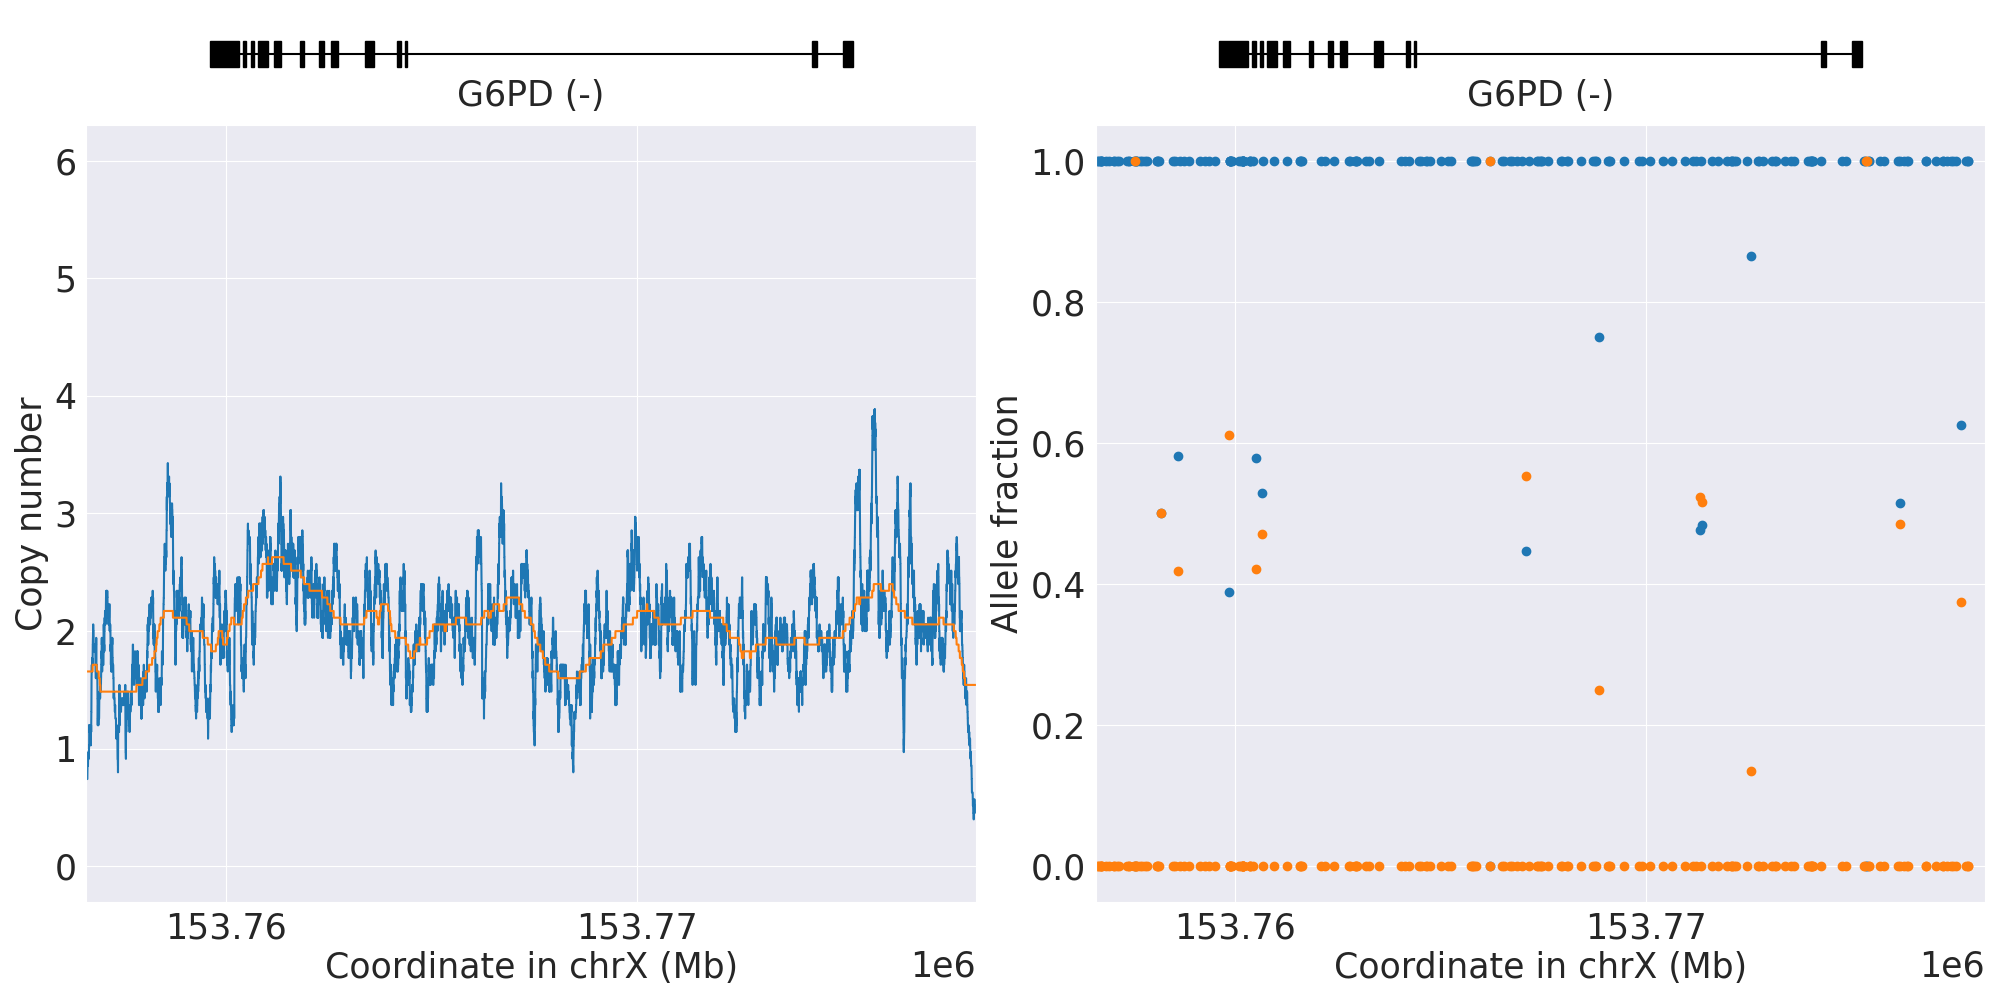 G6PD (-)
6
5
4
3
2
1
0
Copy number
153.76
153.77
Coordinate in chrX (Mb)
1e6
G6PD (-)
1.0
0.8
0.6
0.4
0.2
0.0
Allele fraction
153.76
153.77
Coordinate in chrX (Mb)
1e6